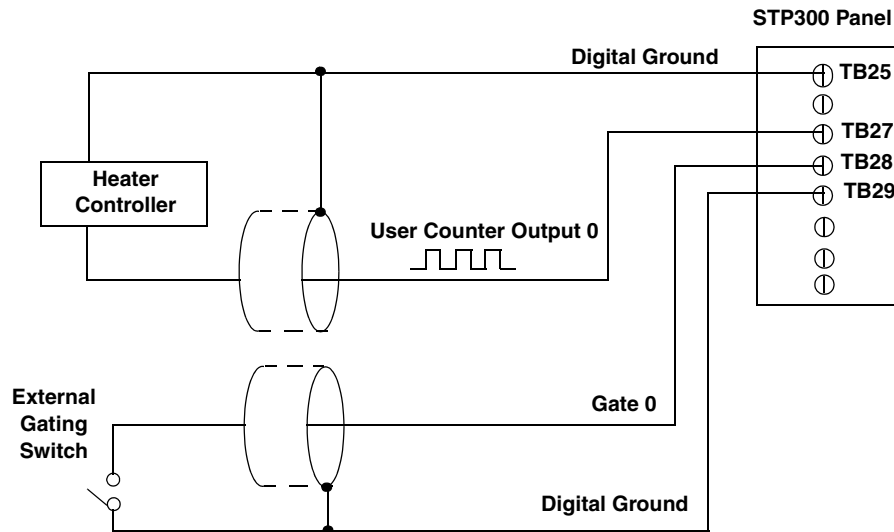 STP300 Panel
Digital Ground
TB25
TB27
TB28
TB29
Heater
Controller
User Counter Output 0
External
Gating
Switch
Gate 0
Digital Ground